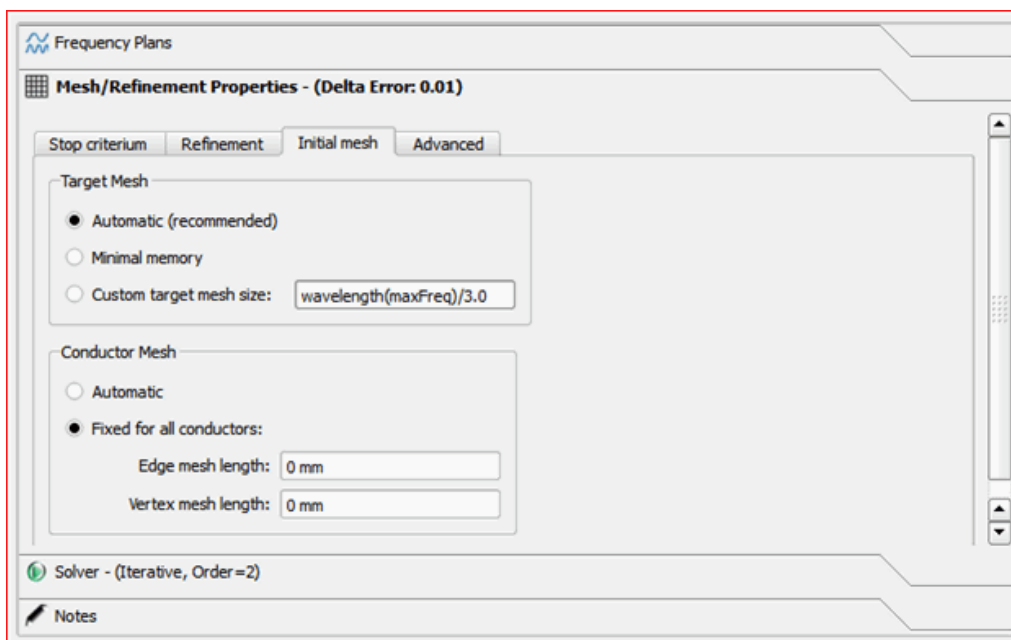 Frequency Plans
Mesh/Refinement Properties - (Delta Error: 0.01)
Stop criterium Refinement Initial mesh Advanced
Target Mesh
Automatic (recommended)
Minimal memory
Custom target mesh size: wavelength(maxFreq)/3.0
Conductor Mesh
Automatic
Fixed for all conductors:
Edge mesh length: 0 mm
Vertex mesh length: 0 mm
Solver - (Iterative, Order=2)
Notes